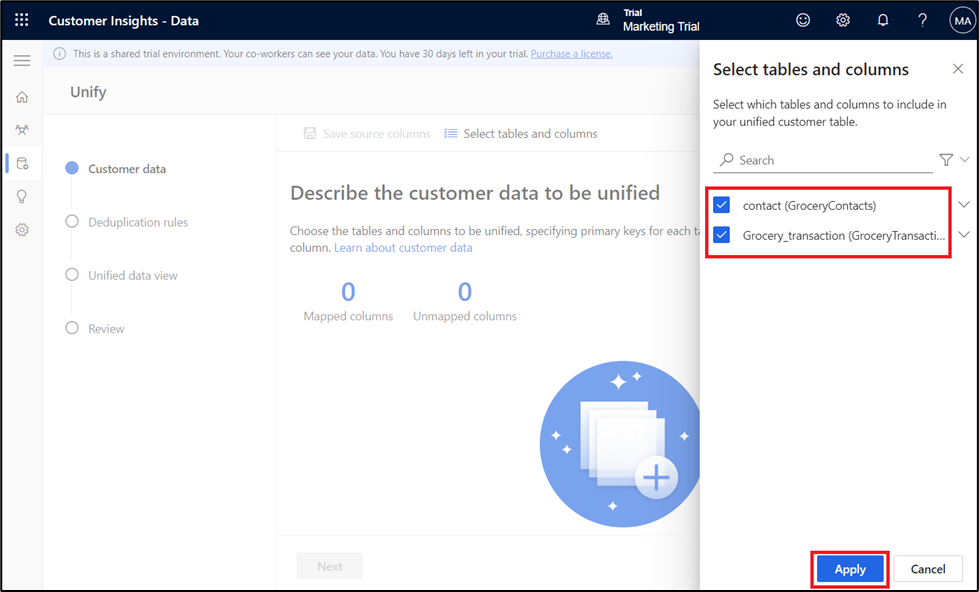 Customer Insights - Data
Trial
Marketing Trial
?
MA
This is a shared trial environment. Your co-workers can see your data. You have 30 days left in your trial. Purchase a license.
Unify
Customer data
Deduplication rules
Unified data view
Review
Save source columns
Select tables and columns
Describe the customer data to be unified
Choose the tables and columns to be unified, specifying primary keys for each ta
column. Learn about customer data
0
0
Mapped columns
Unmapped columns
Next
Select tables and columns
Select which tables and columns to include in
your unified customer table.
Search
contact (GroceryContacts)
Grocery_transaction (GroceryTransacti...
Apply
Cancel